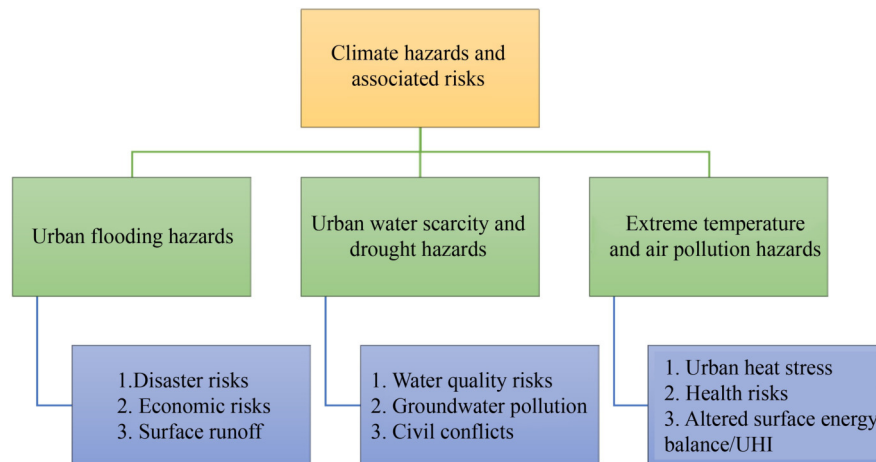 Climate hazards and
associated risks
Urban flooding hazards
Urban water scarcity and
drought hazards
Extreme temperature
and air pollution hazards
1.Disaster risks
2. Economic risks
3. Surface runoff
1. Water quality risks
2. Groundwater pollution
3. Civil conflicts
1. Urban heat stress
2. Health risks
3. Altered surface energy
balance/UHI